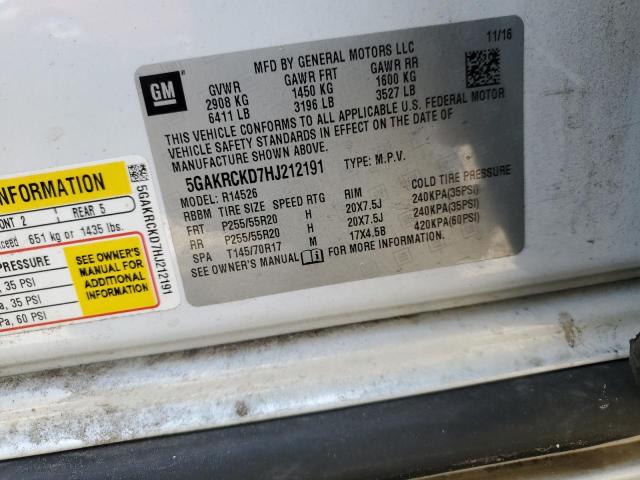 MFD BY GENERAL MOTORS LLC
11/16
GM
GVWR GAWR FRT GAWR RR
2908 KG 1450 KG 1600 KG
6411 LB 3196 LB 3527 LB
THIS VEHICLE CONFORMS TO ALL APPLICABLE U.S. FEDERAL MOTOR
VEHICLE SAFETY STANDARDS IN EFFECT ON THE DATE OF
MANUFACTURE SHOWN ABOVE.
5GAKRCKD7HJ212191 TYPE: M.P.V.
MODEL: R14526
RBBM TIRE SIZE SPEED RTG RIM COLD TIRE PRESSURE
FRT P255/55R20 H 20X7.5J 240KPA(35PSI)
RR P255/55R20 H 20X7.5J 240KPA(35PSI)
SPA T145/70R17 M 17X4.5B 420KPA(60PSI)
SEE OWNER'S MANUAL FOR MORE INFORMATION.
INFORMATION
ONT 2 REAR 5
xceed 651 kg or 1435 lbs.
PRESSURE
, 35 PSI
a, 35 PSI
Pa, 60 PSI
SEE OWNER'S
MANUAL FOR
ADDITIONAL
INFORMATION
5GAKRCKD7HJ212191